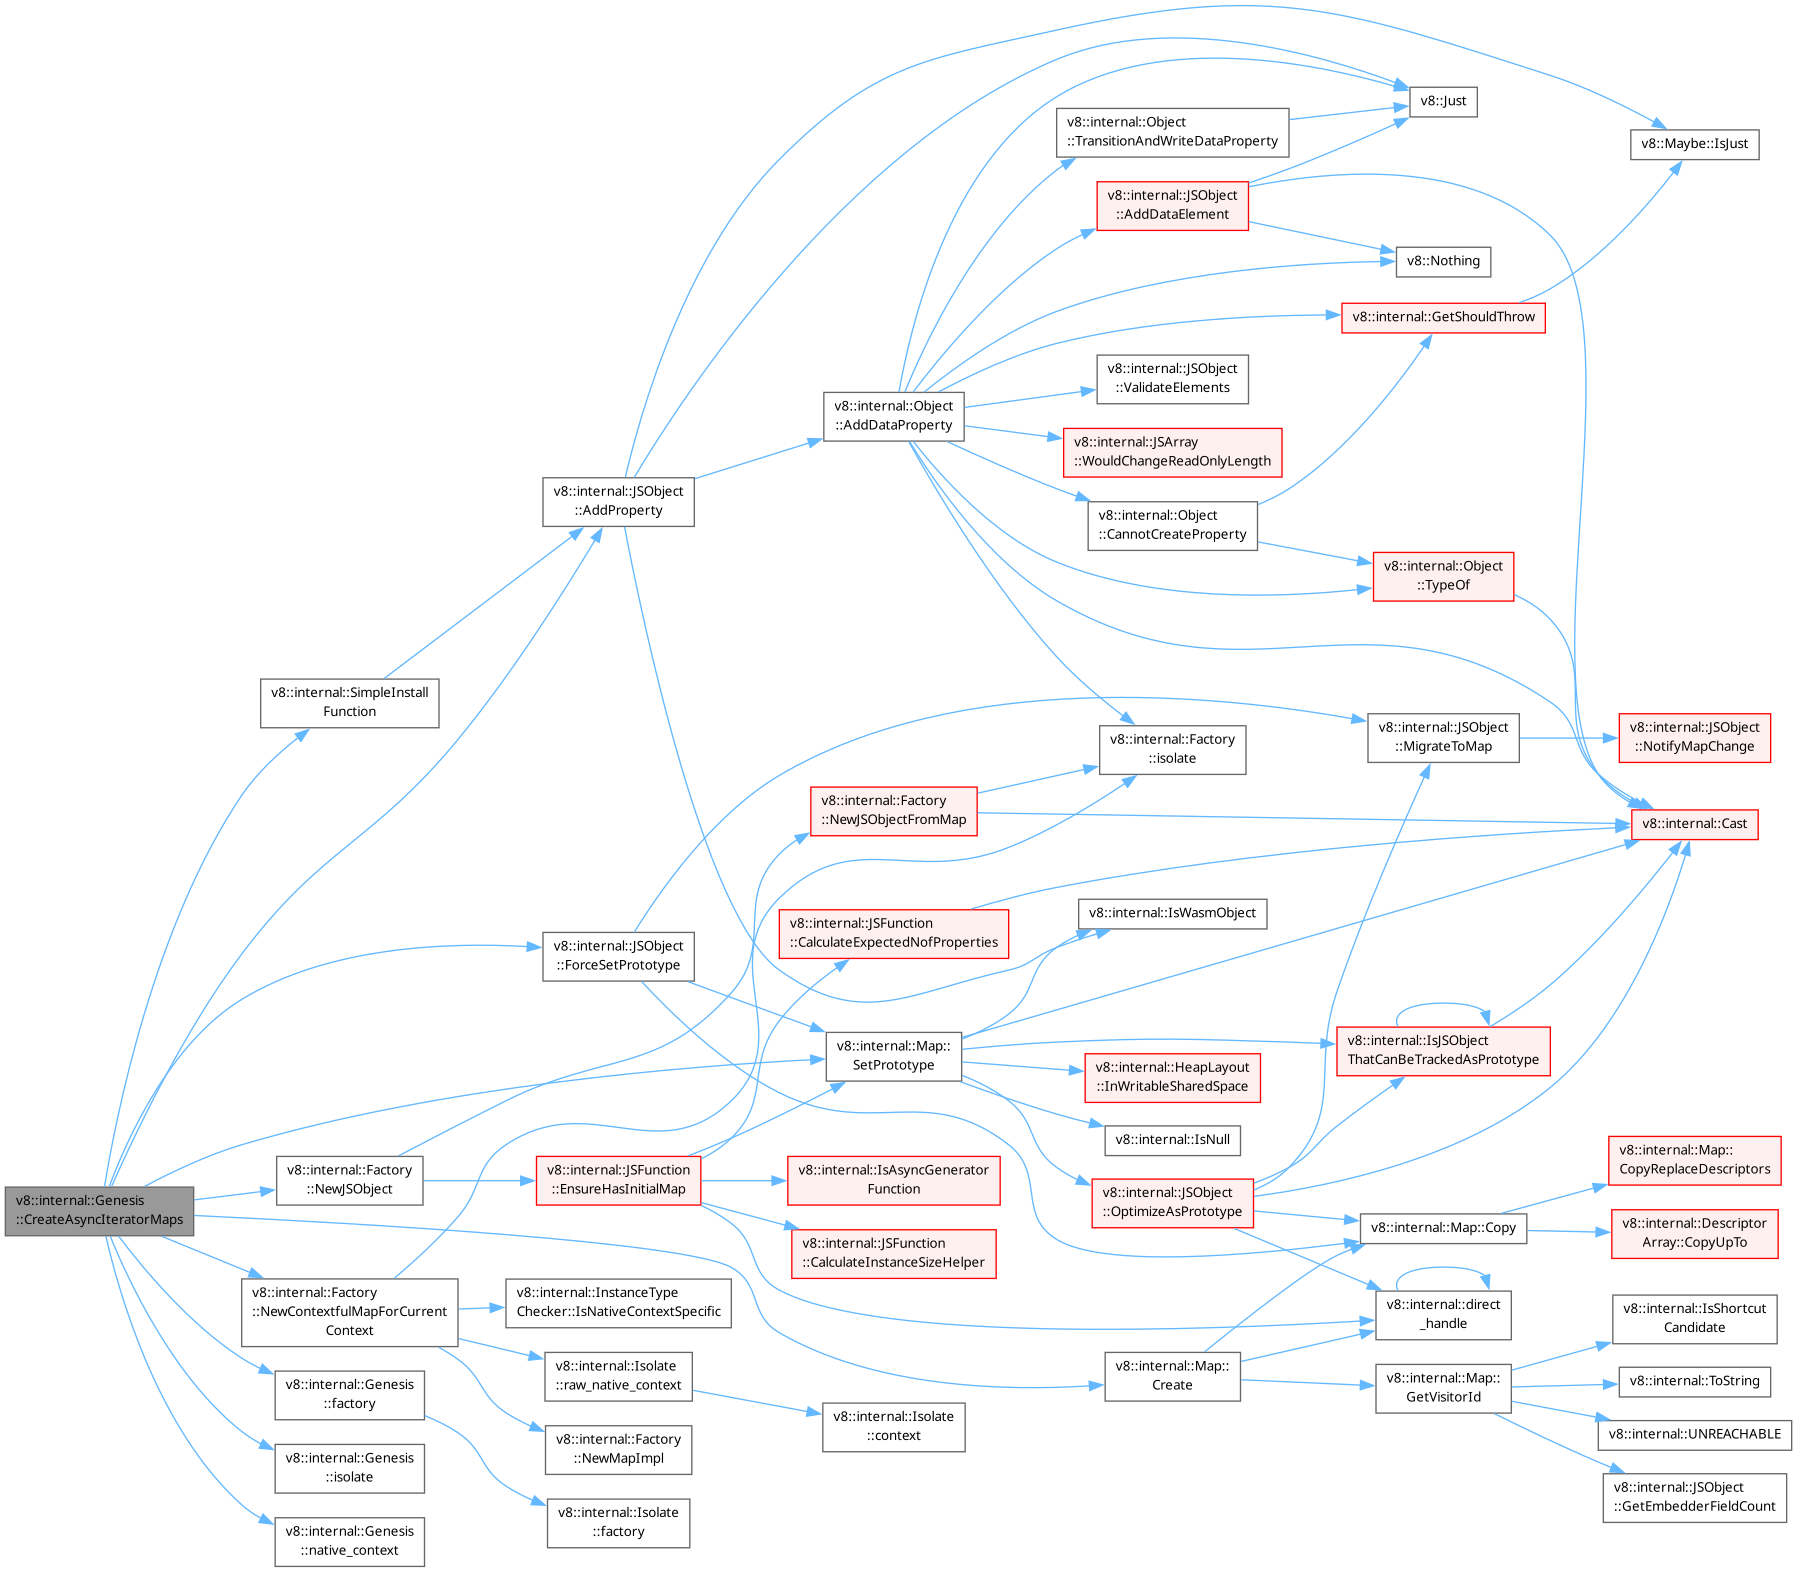 v8::internal::Genesis
::CreateAsyncIteratorMaps
v8::internal::SimpleInstall
Function
v8::internal::Factory
::NewJSObject
v8::internal::Factory
::NewContextfulMapForCurrent
Context
v8::internal::Genesis
::factory
v8::internal::Genesis
::isolate
v8::internal::Genesis
::native_context
v8::internal::JSObject
::AddProperty
v8::internal::JSObject
::ForceSetPrototype
v8::internal::JSFunction
::EnsureHasInitialMap
v8::internal::InstanceType
Checker::IsNativeContextSpecific
v8::internal::Isolate
::raw_native_context
v8::internal::Factory
::NewMapImpl
v8::internal::Isolate
::factory
v8::internal::Object
::AddDataProperty
v8::internal::Factory
::NewJSObjectFromMap
v8::internal::JSFunction
::CalculateExpectedNofProperties
v8::internal::Map::
SetPrototype
v8::internal::IsAsyncGenerator
Function
v8::internal::JSFunction
::CalculateInstanceSizeHelper
v8::internal::Isolate
::context
v8::internal::Object
::TransitionAndWriteDataProperty
v8::internal::JSObject
::AddDataElement
v8::internal::JSObject
::ValidateElements
v8::internal::JSArray
::WouldChangeReadOnlyLength
v8::internal::Object
::CannotCreateProperty
v8::internal::Factory
::isolate
v8::internal::IsWasmObject
v8::internal::HeapLayout
::InWritableSharedSpace
v8::internal::IsNull
v8::internal::JSObject
::OptimizeAsPrototype
v8::internal::Map::
Create
v8::Just
v8::Nothing
v8::internal::GetShouldThrow
v8::internal::Object
::TypeOf
v8::internal::JSObject
::MigrateToMap
v8::internal::IsJSObject
ThatCanBeTrackedAsPrototype
v8::internal::Map::Copy
v8::internal::direct
_handle
v8::internal::Map::
GetVisitorId
v8::Maybe::IsJust
v8::internal::JSObject
::NotifyMapChange
v8::internal::Cast
v8::internal::Map::
CopyReplaceDescriptors
v8::internal::Descriptor
Array::CopyUpTo
v8::internal::IsShortcut
Candidate
v8::internal::ToString
v8::internal::UNREACHABLE
v8::internal::JSObject
::GetEmbedderFieldCount